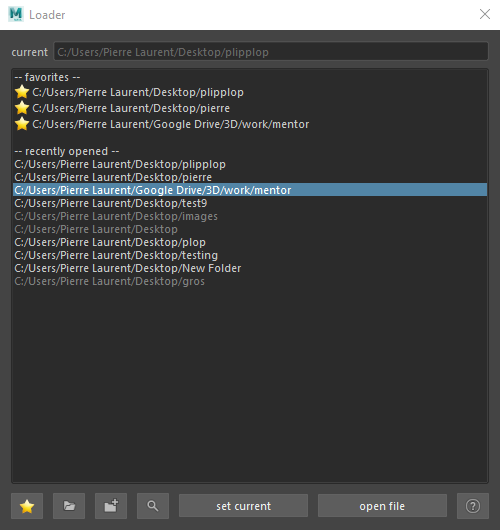 Loader
current C:/Users/Pierre Laurent/Desktop/plipplop
-- favorites --
C:/Users/Pierre Laurent/Desktop/plipplop
C:/Users/Pierre Laurent/Desktop/pierre
C:/Users/Pierre Laurent/Google Drive/3D/work/mentor
-- recently opened --
C:/Users/Pierre Laurent/Desktop/plipplop
C:/Users/Pierre Laurent/Desktop/pierre
C:/Users/Pierre Laurent/Google Drive/3D/work/mentor
C:/Users/Pierre Laurent/Desktop/test9
C:/Users/Pierre Laurent/Desktop/images
C:/Users/Pierre Laurent/Desktop
C:/Users/Pierre Laurent/Desktop/plop
C:/Users/Pierre Laurent/Desktop/testing
C:/Users/Pierre Laurent/Desktop/New Folder
C:/Users/Pierre Laurent/Desktop/gros
set current open file ?